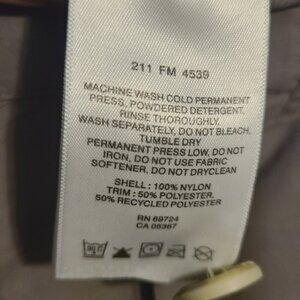 211 FM 4539
MACHINE WASH COLD PERMANENT
PRESS, POWDERED DETERGENT,
RINSE THOROUGHLY,
WASH SEPARATELY, DO NOT BLEACH,
TUMBLE DRY
PERMANENT PRESS LOW, DO NOT
IRON, DO NOT USE FABRIC
SOFTENER, DO NOT DRYCLEAN
SHELL : 100% NYLON
TRIM : 50% POLYESTER,
50% RECYCLED POLYESTER
RN 69724
CA 05367